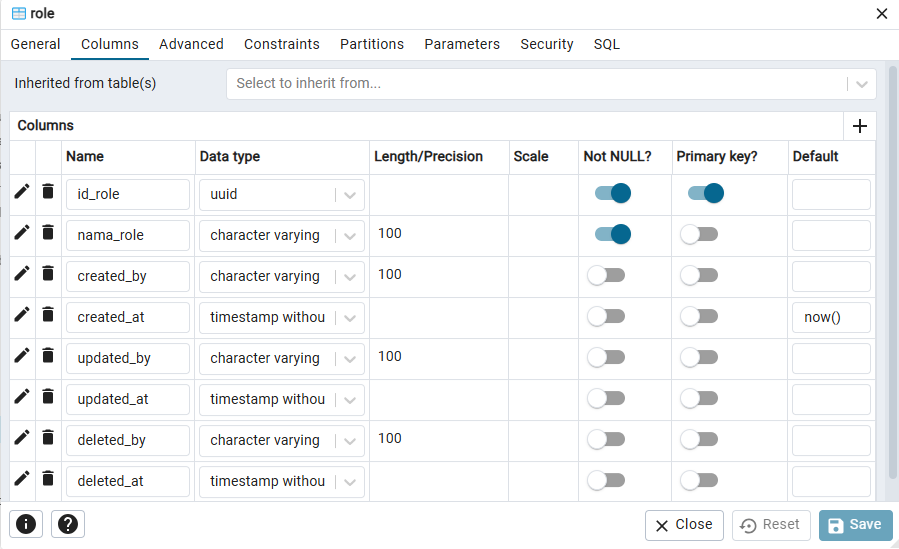 role
General Columns Advanced Constraints Partitions Parameters Security SQL
Inherited from table(s) Select to inherit from...
Columns
Name Data type Length/Precision Scale Not NULL? Primary key? Default
id_role uuid
nama_role character varying 100
created_by character varying 100
created_at timestamp withou now()
updated_by character varying 100
updated_at timestamp withou
deleted_by character varying 100
deleted_at timestamp withou
Close Reset Save